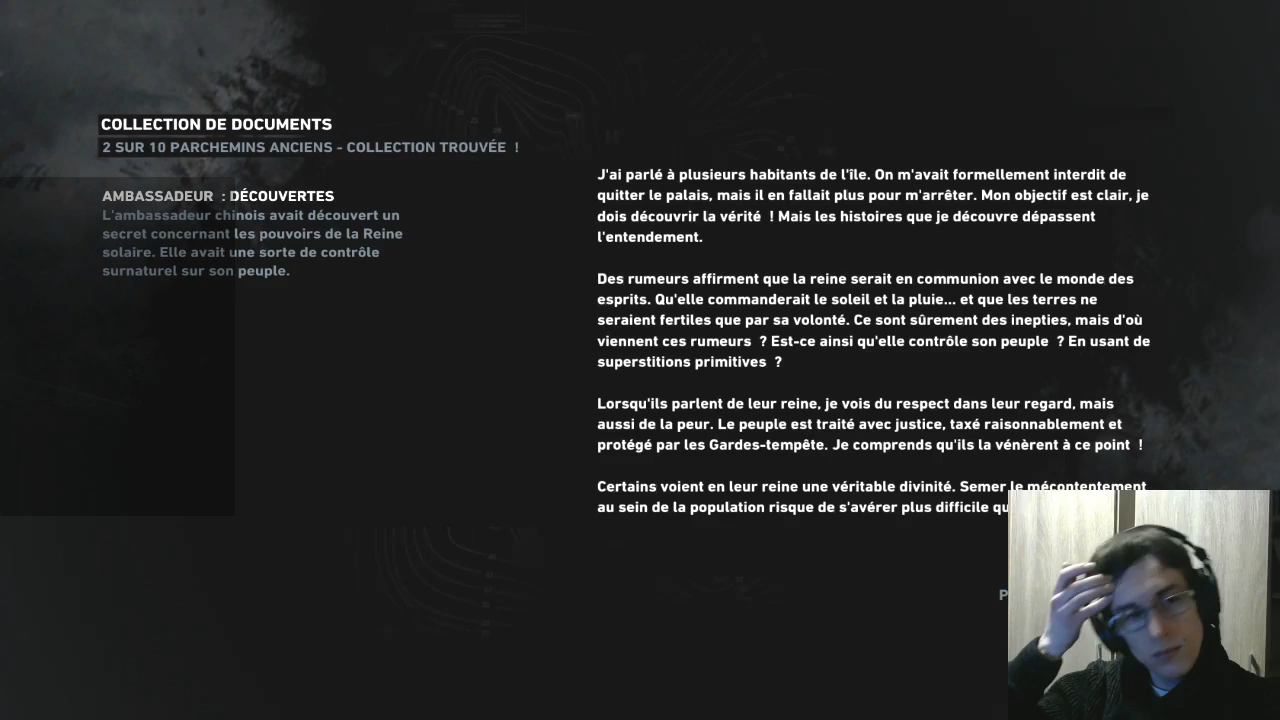 COLLECTION DE DOCUMENTS
2 SUR 10 PARCHEMINS ANCIENS - COLLECTION TROUVÉE !
AMBASSADEUR : DÉCOUVERTES
L'ambassadeur chinois avait découvert un
secret concernant les pouvoirs de la Reine
solaire. Elle avait une sorte de contrôle
surnaturel sur son peuple.
J'ai parlé à plusieurs habitants de l'île. On m'avait formellement interdit de
quitter le palais, mais il en fallait plus pour m'arrêter. Mon objectif est clair, je
dois découvrir la vérité ! Mais les histoires que je découvre dépassent
l'entendement.
Des rumeurs affirment que la reine serait en communion avec le monde des
esprits. Qu'elle commanderait le soleil et la pluie... et que les terres ne
seraient fertiles que par sa volonté. Ce sont sûrement des inepties, mais d'où
viennent ces rumeurs ? Est-ce ainsi qu'elle contrôle son peuple ? En usant de
superstitions primitives ?
Lorsqu'ils parlent de leur reine, je vois du respect dans leur regard, mais
aussi de la peur. Le peuple est traité avec justice, taxé raisonnablement et
protégé par les Gardes-tempête. Je comprends qu'ils la vénèrent à ce point !
Certains voient en leur reine une véritable divinité. Semer le mécontentement
au sein de la population risque de s'avérer plus difficile